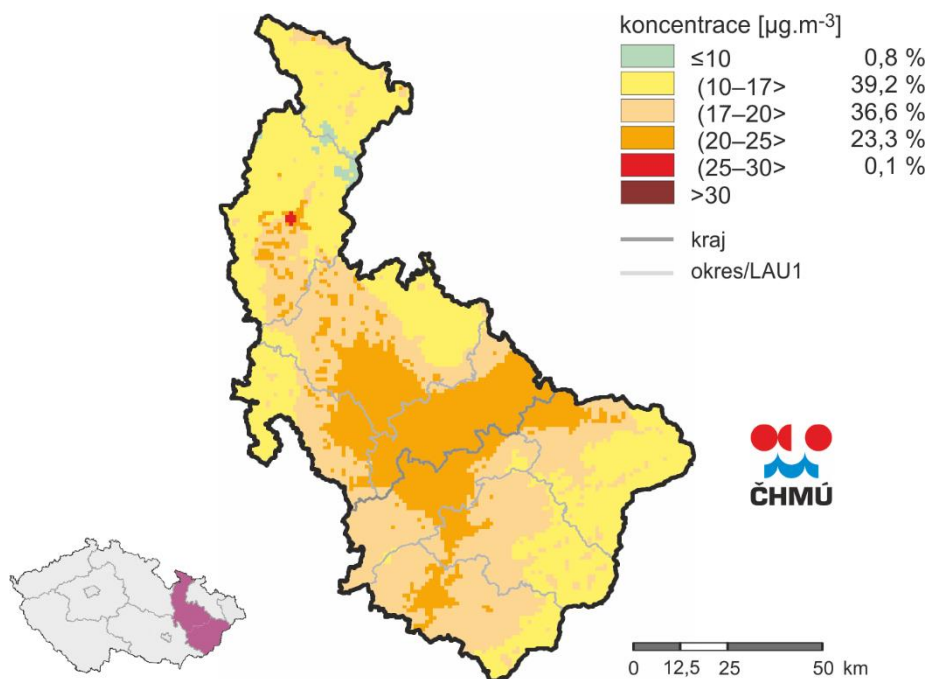 koncentrace [µg.m⁻³]
≤10 0,8 %
(10–17> 39,2 %
(17–20> 36,6 %
(20–25> 23,3 %
(25–30> 0,1 %
>30
kraj
okres/LAU1
ČHMÚ
0 12,5 25 50 km